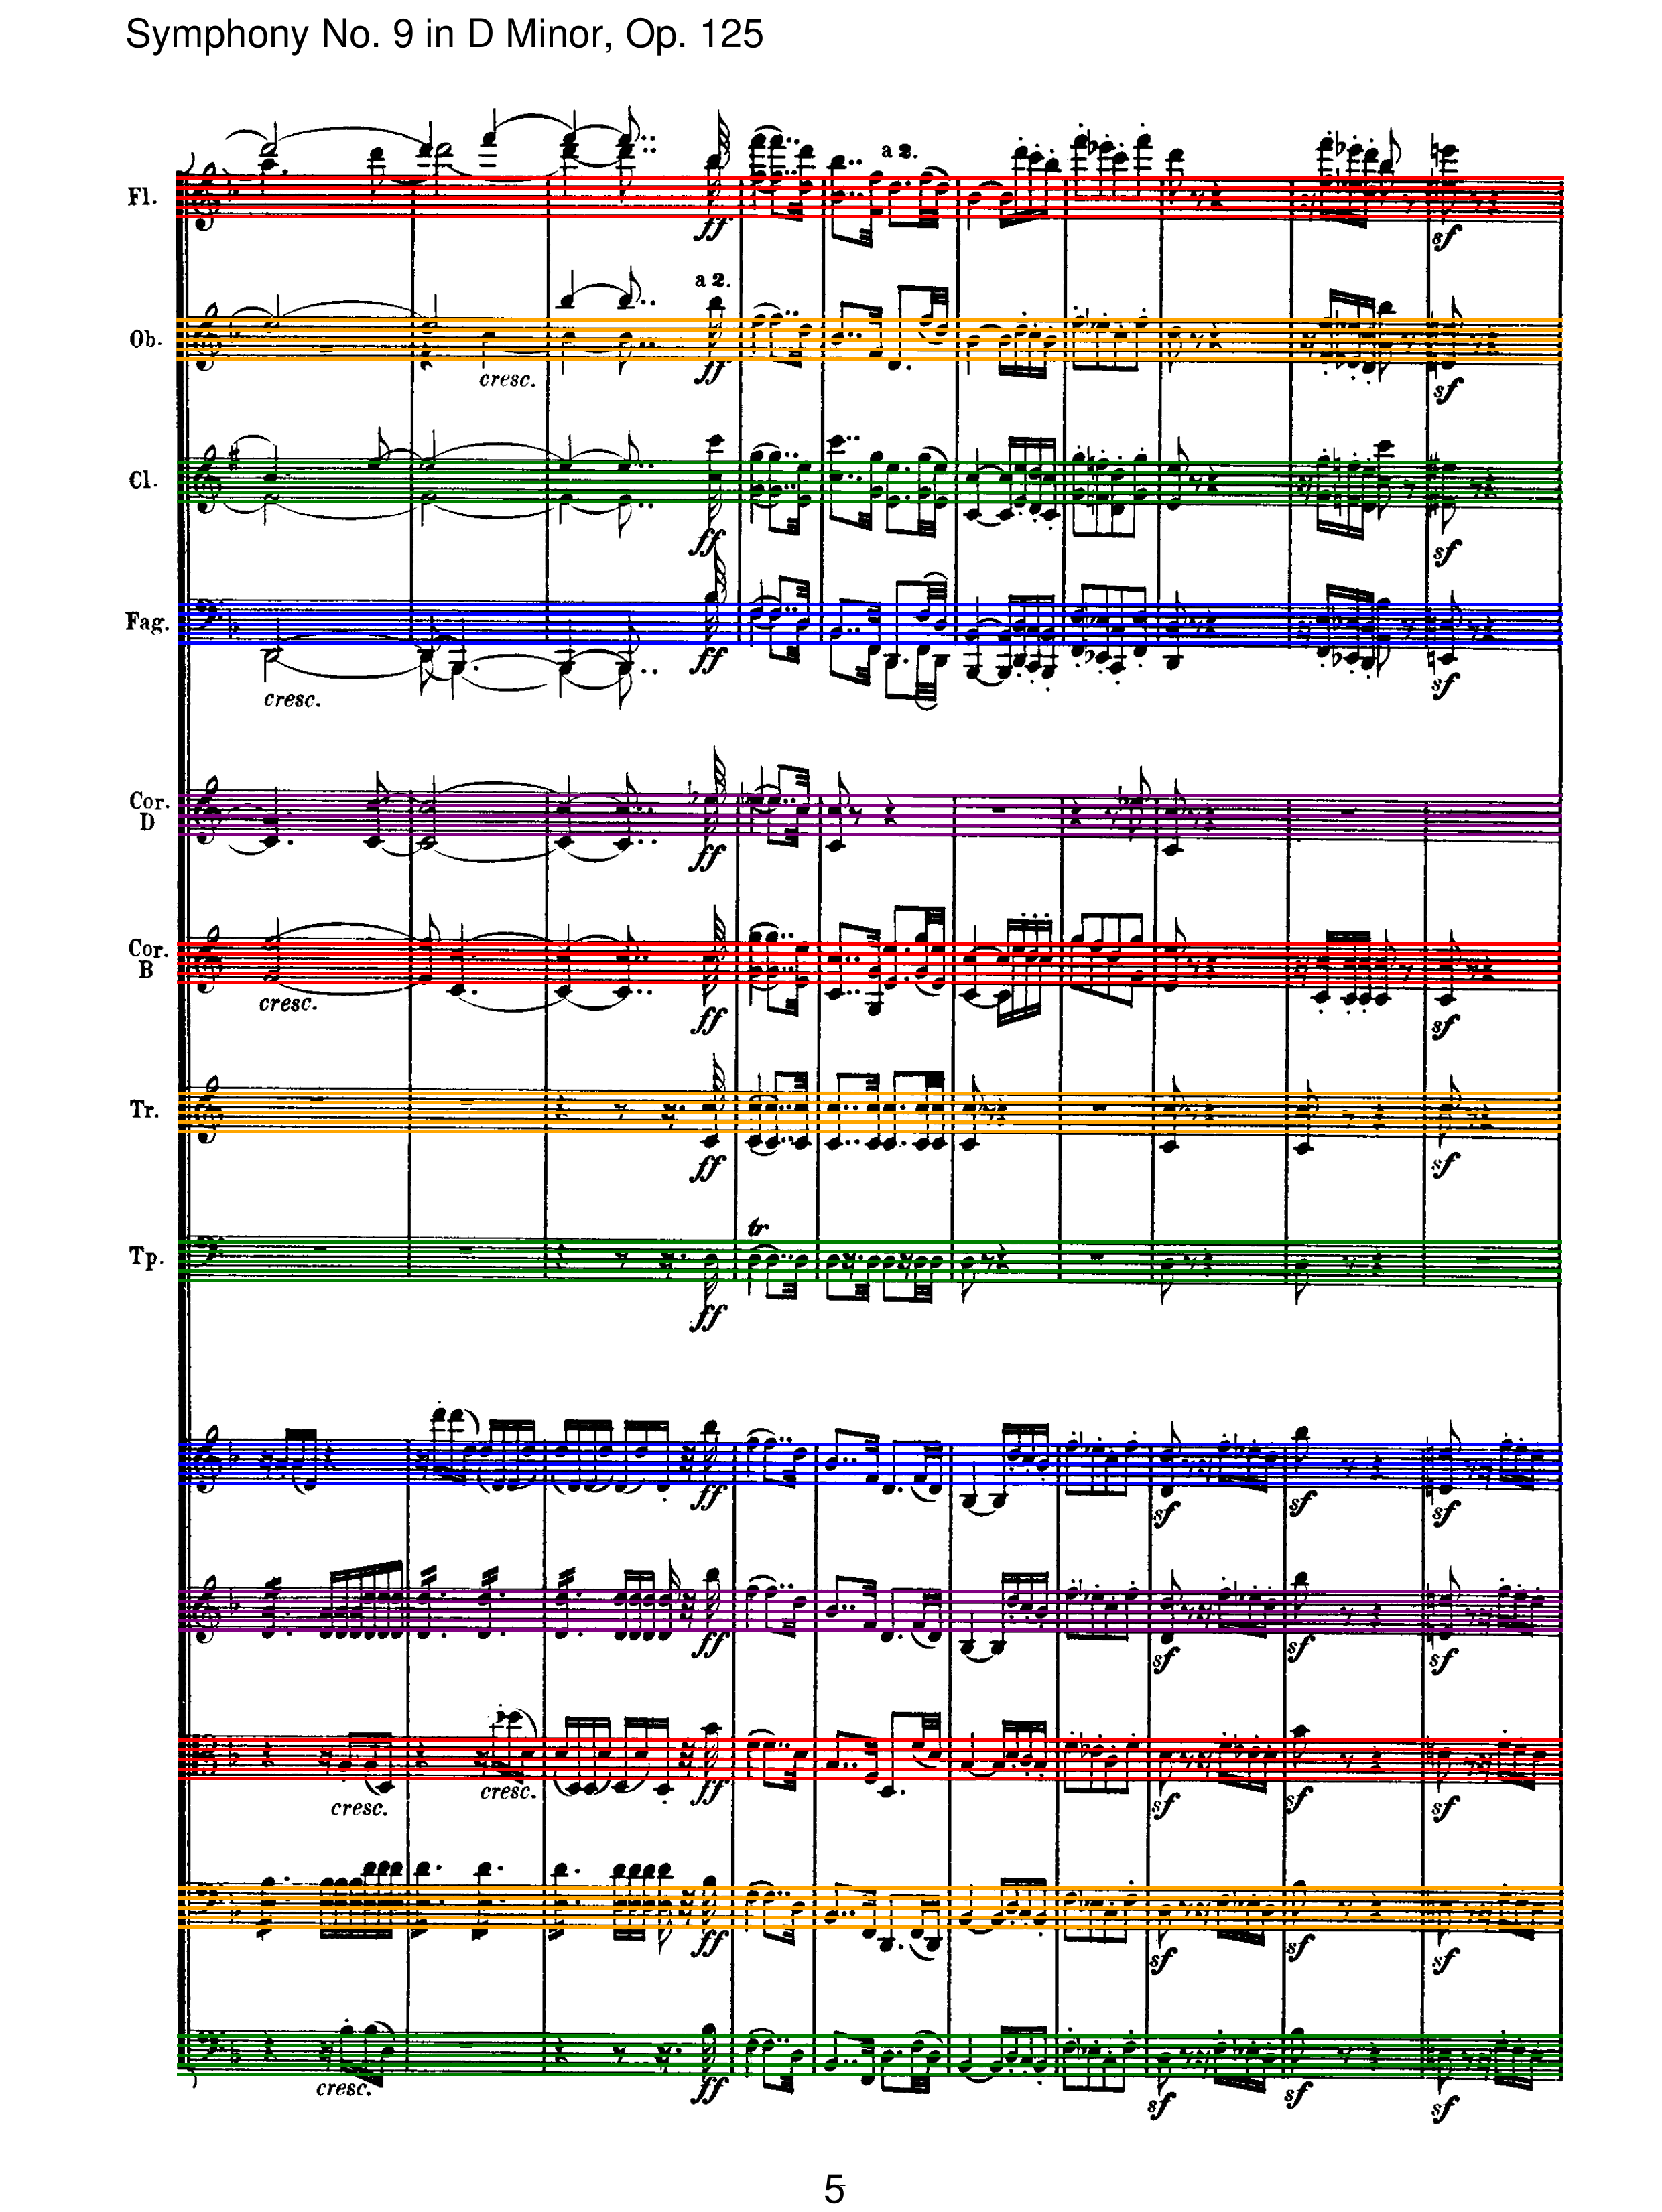 Symphony No. 9 in D Minor, Op. 125
a 2.
Fl.
ff
sf
a 2.
Ob.
cresc.
ff
sf
Cl.
ff
sf
Fag.
cresc.
ff
sf
Cor.
D
ff
Cor.
B
cresc.
ff
sf
Tr.
ff
sf
tr
Tp.
ff
ff
sf
sf
sf
ff
sf
sf
sf
cresc.
cresc.
ff
sf
sf
sf
ff
sf
sf
sf
cresc.
ff
sf
sf
sf
5